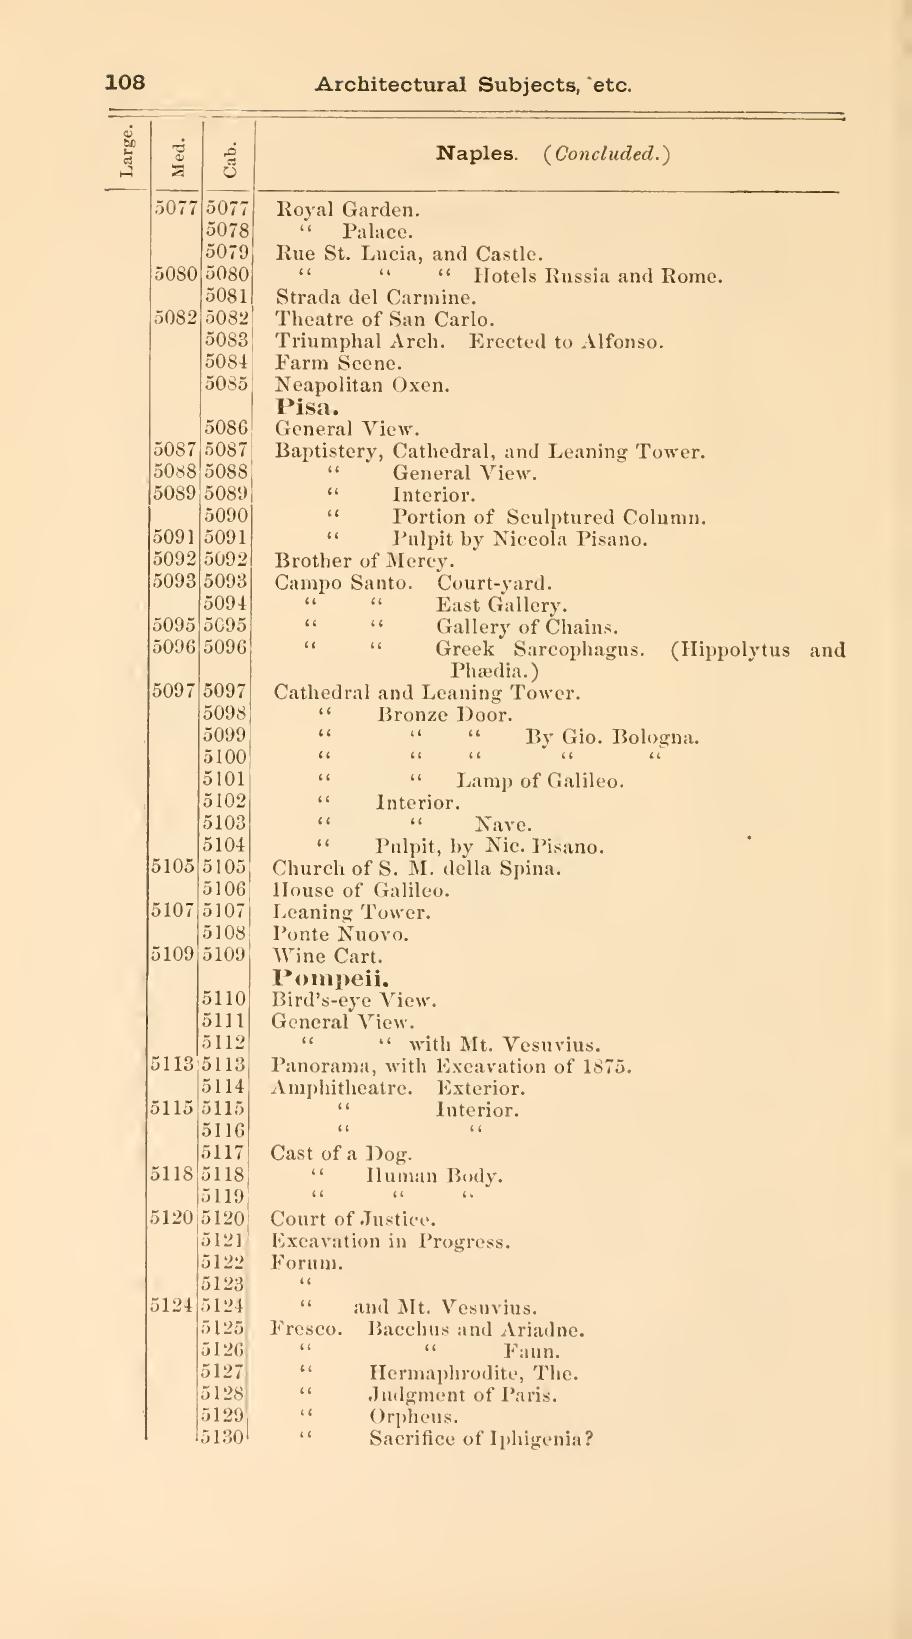 108 Architectural Subjects, etc.
Large. Med. Cab. Naples. (Concluded.)
5077 5077 Royal Garden.
5078 “ Palace.
5079 Rue St. Lucia, and Castle.
5080 5080 “ “ “ Hotels Russia and Rome.
5081 Strada del Carmine.
5082 5082 Theatre of San Carlo.
5083 Triumphal Arch. Erected to Alfonso.
5084 Farm Scene.
5085 Neapolitan Oxen.
Pisa.
5086 General View.
5087 5087 Baptistery, Cathedral, and Leaning Tower.
5088 5088 “ General View.
5089 5089 “ Interior.
5090 “ Portion of Sculptured Column.
5091 5091 “ Pulpit by Niccola Pisano.
5092 5092 Brother of Mercy.
5093 5093 Campo Santo. Court-yard.
5094 “ “ East Gallery.
5095 5095 “ “ Gallery of Chains.
5096 5096 “ “ Greek Sarcophagus. (Hippolytus and
Phædia.)
5097 5097 Cathedral and Leaning Tower.
5098 “ Bronze Door.
5099 “ “ “ By Gio. Bologna.
5100 “ “ “ “ “
5101 “ “ Lamp of Galileo.
5102 “ Interior.
5103 “ “ Nave.
5104 “ Pulpit, by Nic. Pisano.
5105 5105 Church of S. M. della Spina.
5106 House of Galileo.
5107 5107 Leaning Tower.
5108 Ponte Nuovo.
5109 5109 Wine Cart.
Pompeii.
5110 Bird's-eye View.
5111 General View.
5112 “ “ with Mt. Vesuvius.
5113 5113 Panorama, with Excavation of 1875.
5114 Amphitheatre. Exterior.
5115 5115 “ Interior.
5116 “ “
5117 Cast of a Dog.
5118 5118 “ Human Body.
5119 “ “ “
5120 5120 Court of Justice.
5121 Excavation in Progress.
5122 Forum.
5123 “
5124 5124 “ and Mt. Vesuvius.
5125 Fresco. Bacchus and Ariadne.
5126 “ “ Faun.
5127 “ Hermaphrodite, The.
5128 “ Judgment of Paris.
5129 “ Orpheus.
5130 “ Sacrifice of Iphigenia?